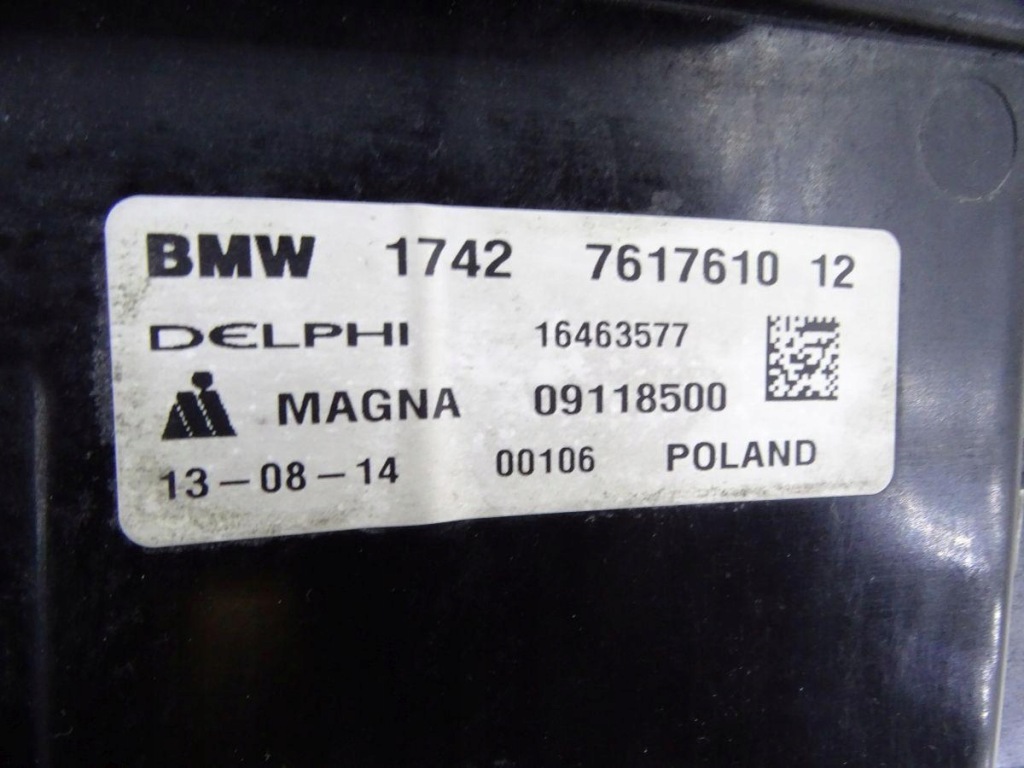 BMW 1742 7617610 12
DELPHI 16463577
MAGNA 09118500
13-08-14 00106 POLAND